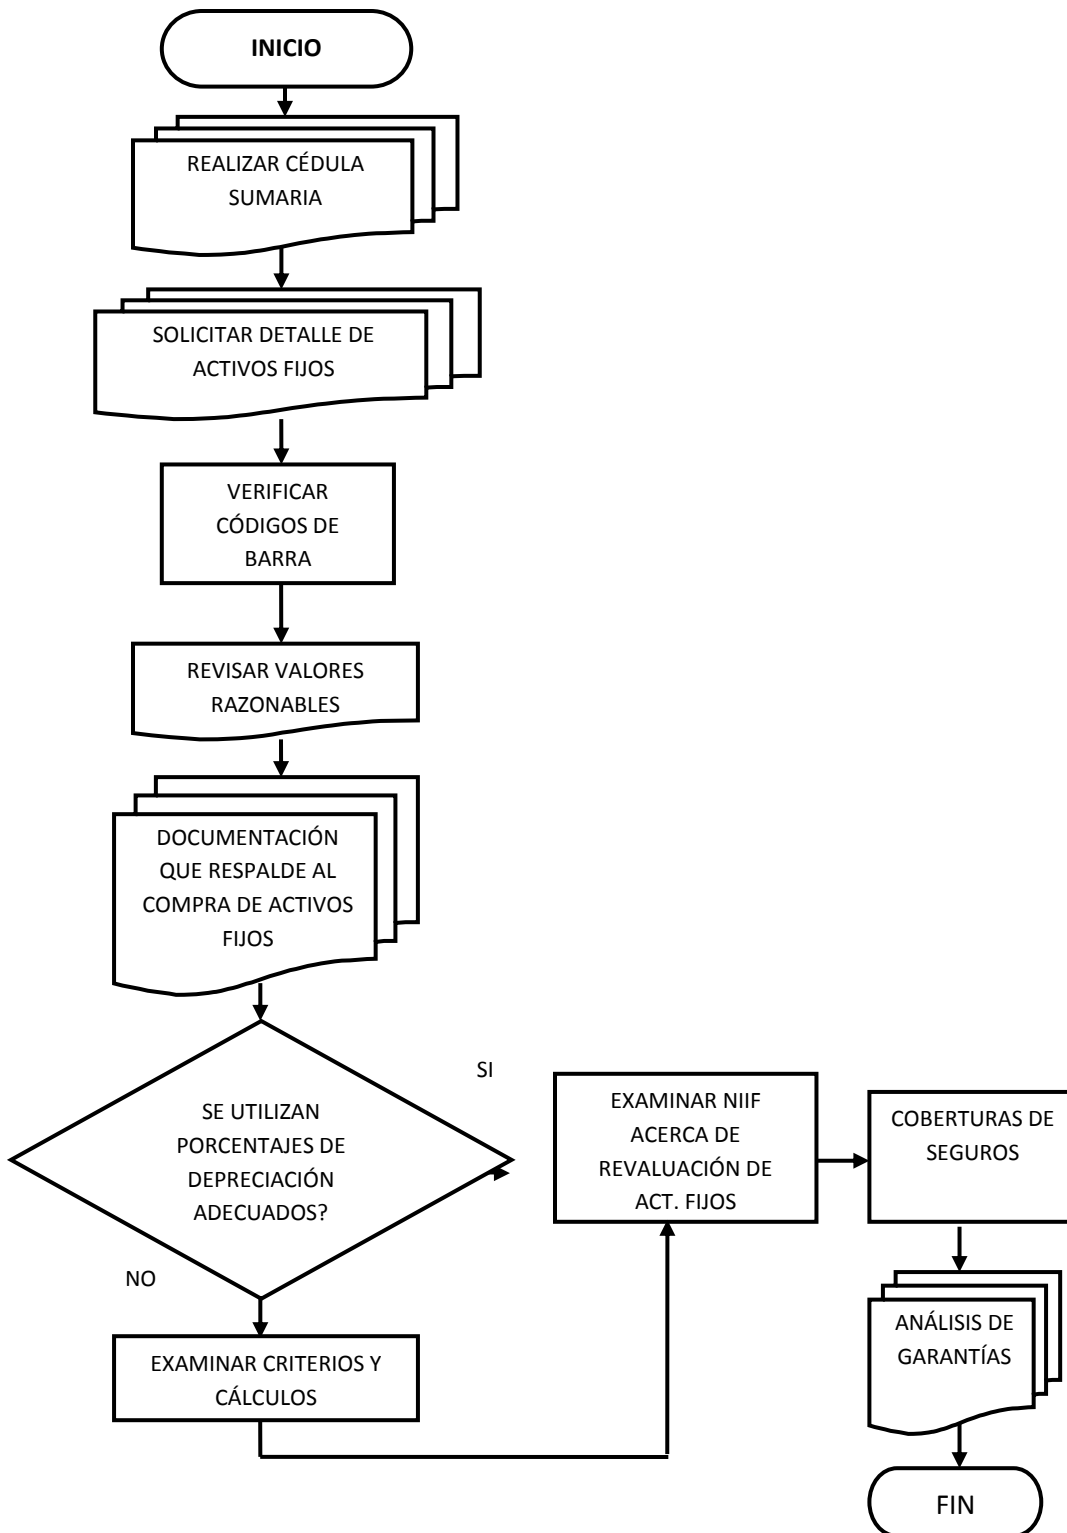 INICIO
REALIZAR CÉDULA
SUMARIA
SOLICITAR DETALLE DE
ACTIVOS FIJOS
VERIFICAR
CÓDIGOS DE
BARRA
REVISAR VALORES
RAZONABLES
DOCUMENTACIÓN
QUE RESPALDE AL
COMPRA DE ACTIVOS
FIJOS
SE UTILIZAN
PORCENTAJES DE
DEPRECIACIÓN
ADECUADOS?
SI
NO
EXAMINAR CRITERIOS Y
CÁLCULOS
EXAMINAR NIIF
ACERCA DE
REVALUACIÓN DE
ACT. FIJOS
COBERTURAS DE
SEGUROS
ANÁLISIS DE
GARANTÍAS
FIN